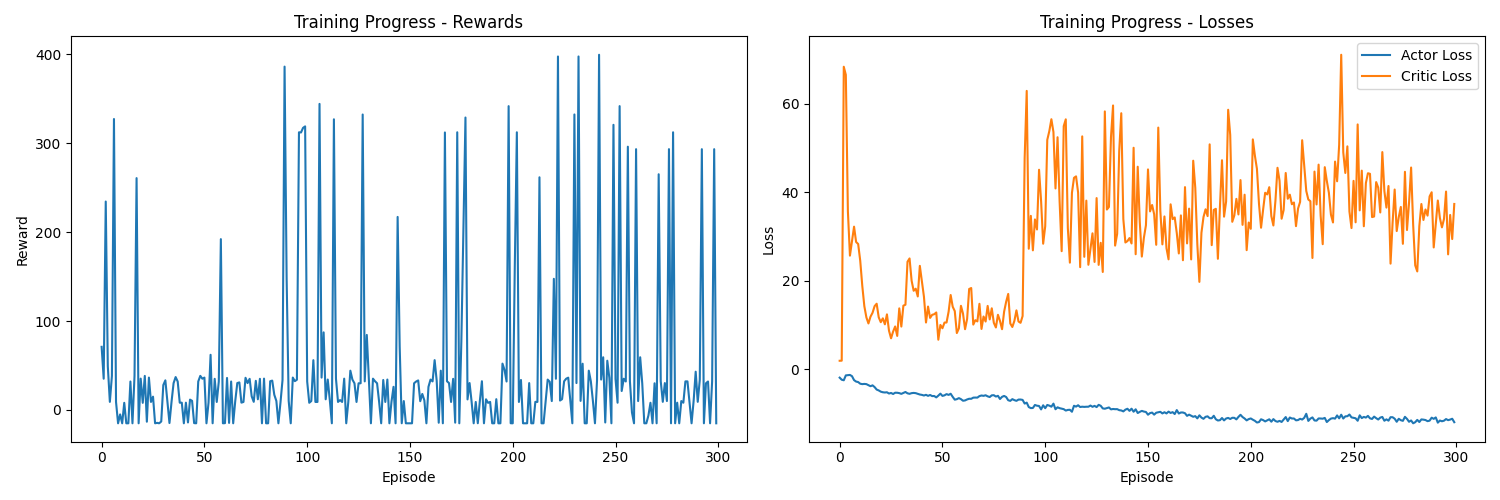 Training Progress - Rewards
400
300
200
100
0
Reward
0
50
100
150
200
250
300
Episode
Training Progress - Losses
Actor Loss
Critic Loss
60
40
20
0
Loss
0
50
100
150
200
250
300
Episode